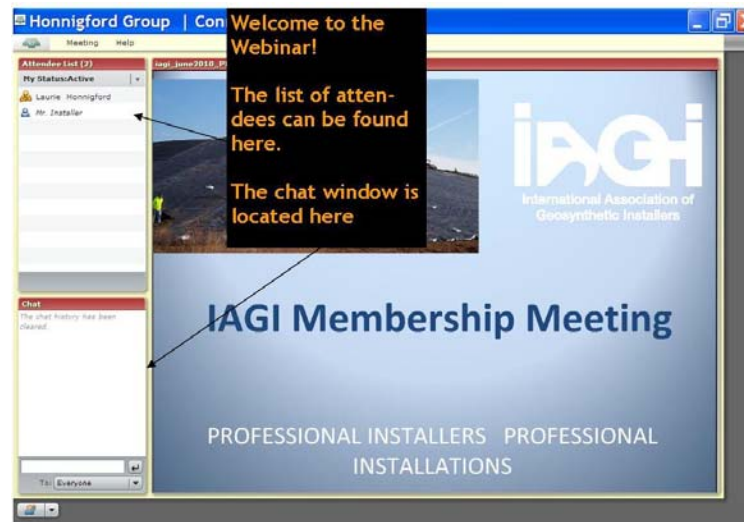 Honnigford Group | Con
Meeting Help
Attendee List (2)
My Status:Active
Laurie Honnigford
Mr. Installer
Welcome to the
Webinar!
The list of atten-
dees can be found
here.
The chat window is
located here
IAGI
International Association of
Geosynthetic Installers
IAGI Membership Meeting
PROFESSIONAL INSTALLERS PROFESSIONAL
INSTALLATIONS
Chat
The chat history has been
cleared.
To: Everyone